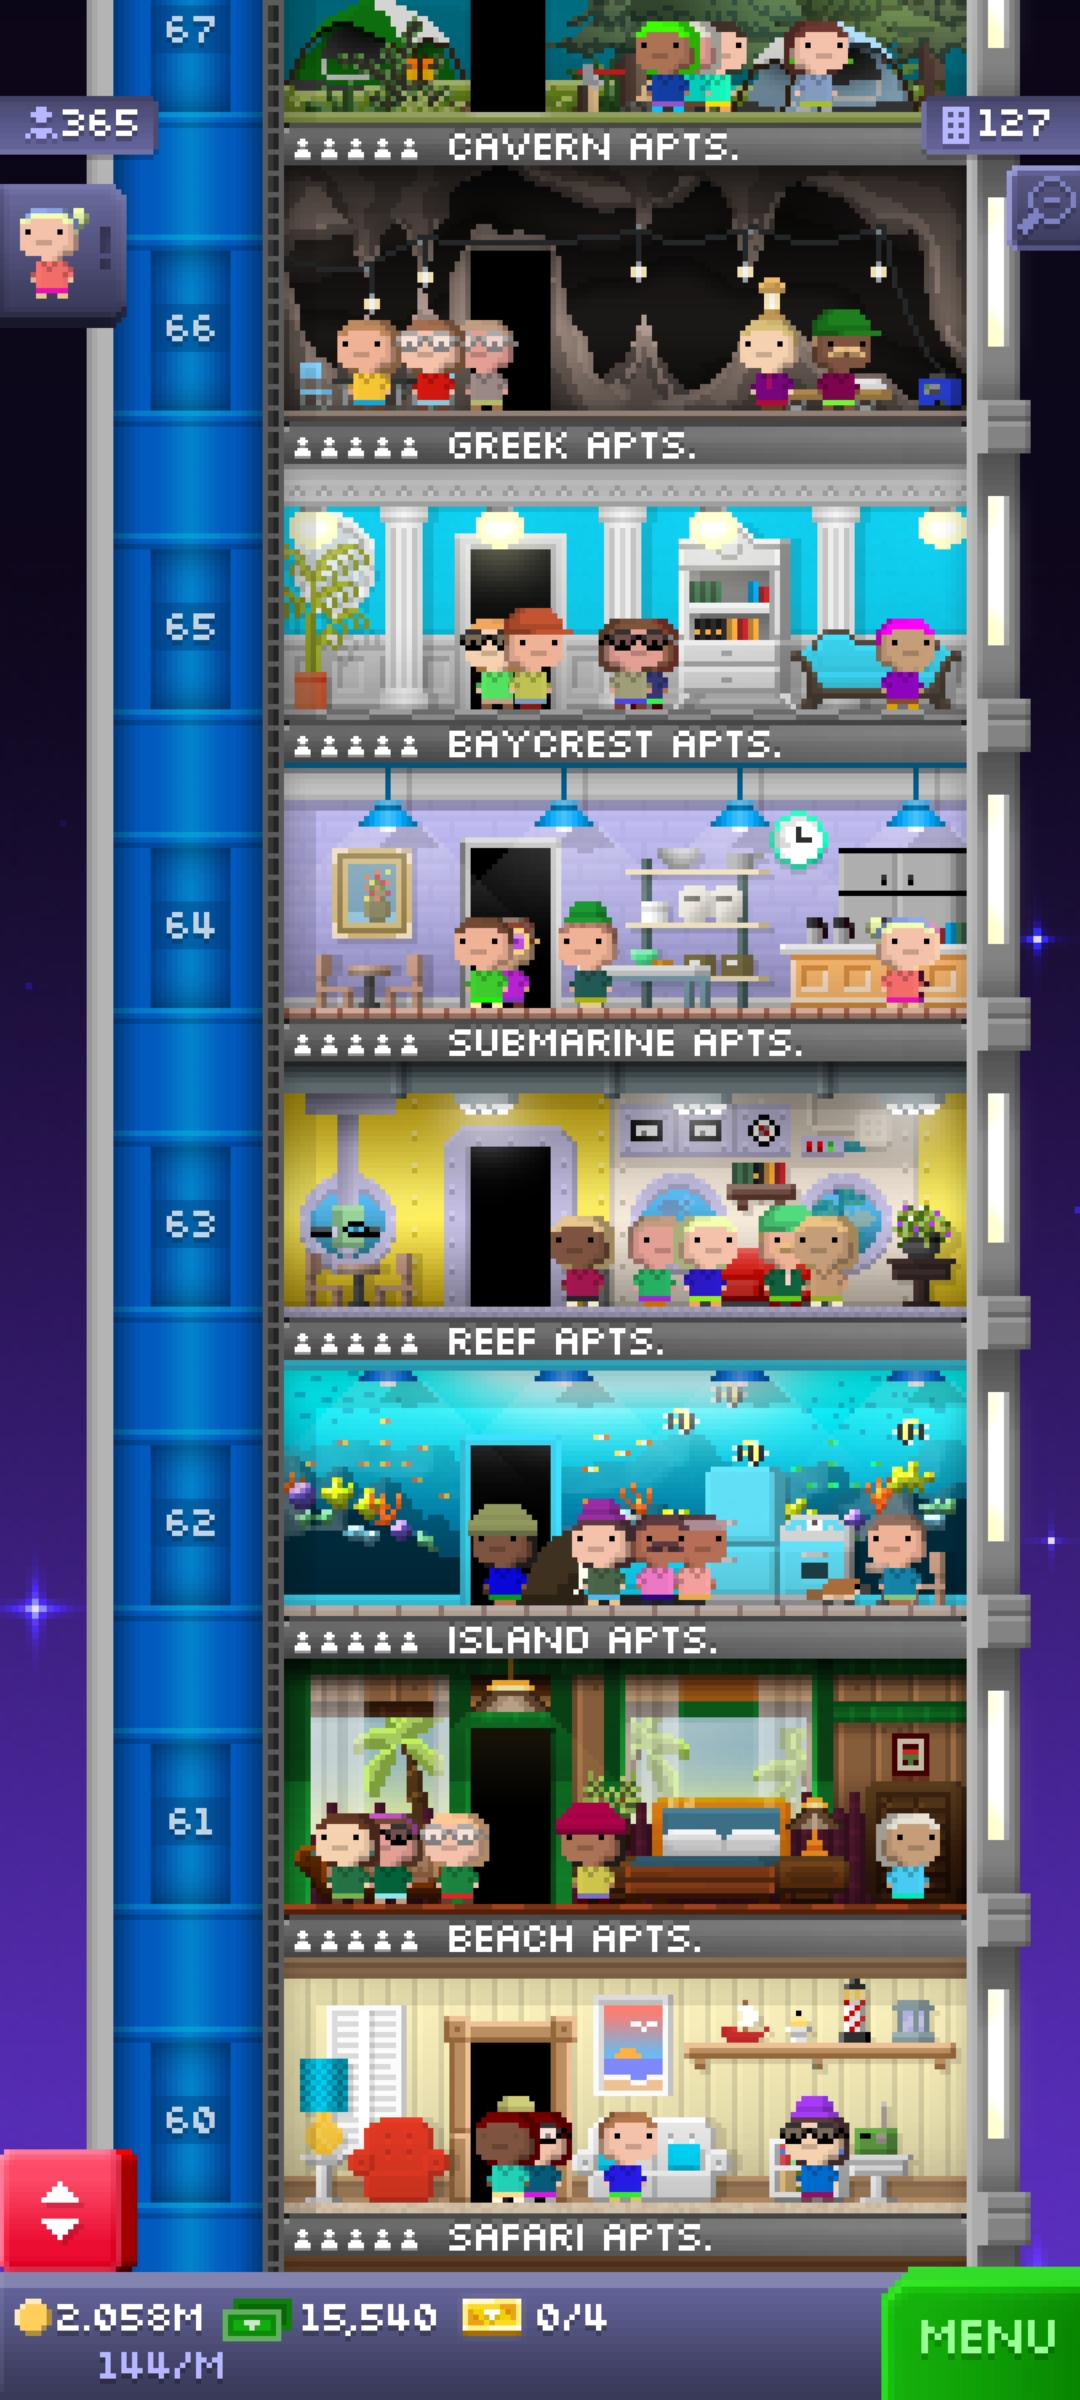 67
365
127
CAVERN APTS.
66
GREEK APTS.
65
BAYCREST APTS.
64
SUBMARINE APTS.
63
REEF APTS.
62
ISLAND APTS.
61
BEACH APTS.
60
SAFARI APTS.
2.058M 15,540 0/4
144/M
MENU